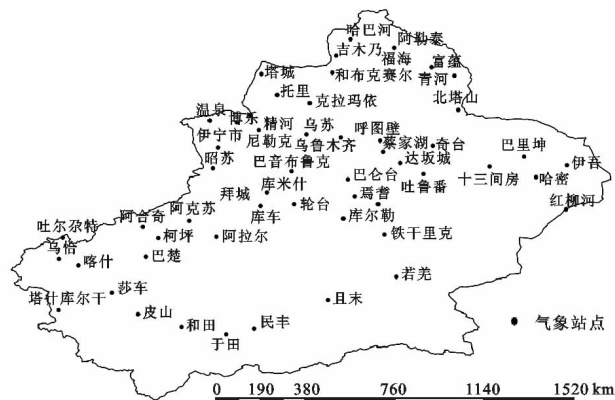 哈巴河
阿勒泰
吉木乃
福海
富蕴
塔城
和布克赛尔
青河
托里
克拉玛依
北塔山
温泉
博乐
精河
乌苏
呼图壁
伊宁市
尼勒克
乌鲁木齐
蔡家湖
奇台
巴里坤
昭苏
巴音布鲁克
达坂城
伊吾
拜城
库米什
巴仑台
吐鲁番
十三间房
哈密
焉耆
阿合奇
阿克苏
库车
轮台
库尔勒
红柳河
吐尔尕特
柯坪
阿拉尔
铁干里克
乌恰
喀什
巴楚
若羌
塔什库尔干
莎车
且末
皮山
和田
民丰
气象站点
于田
0 190 380 760 1140 1520 km